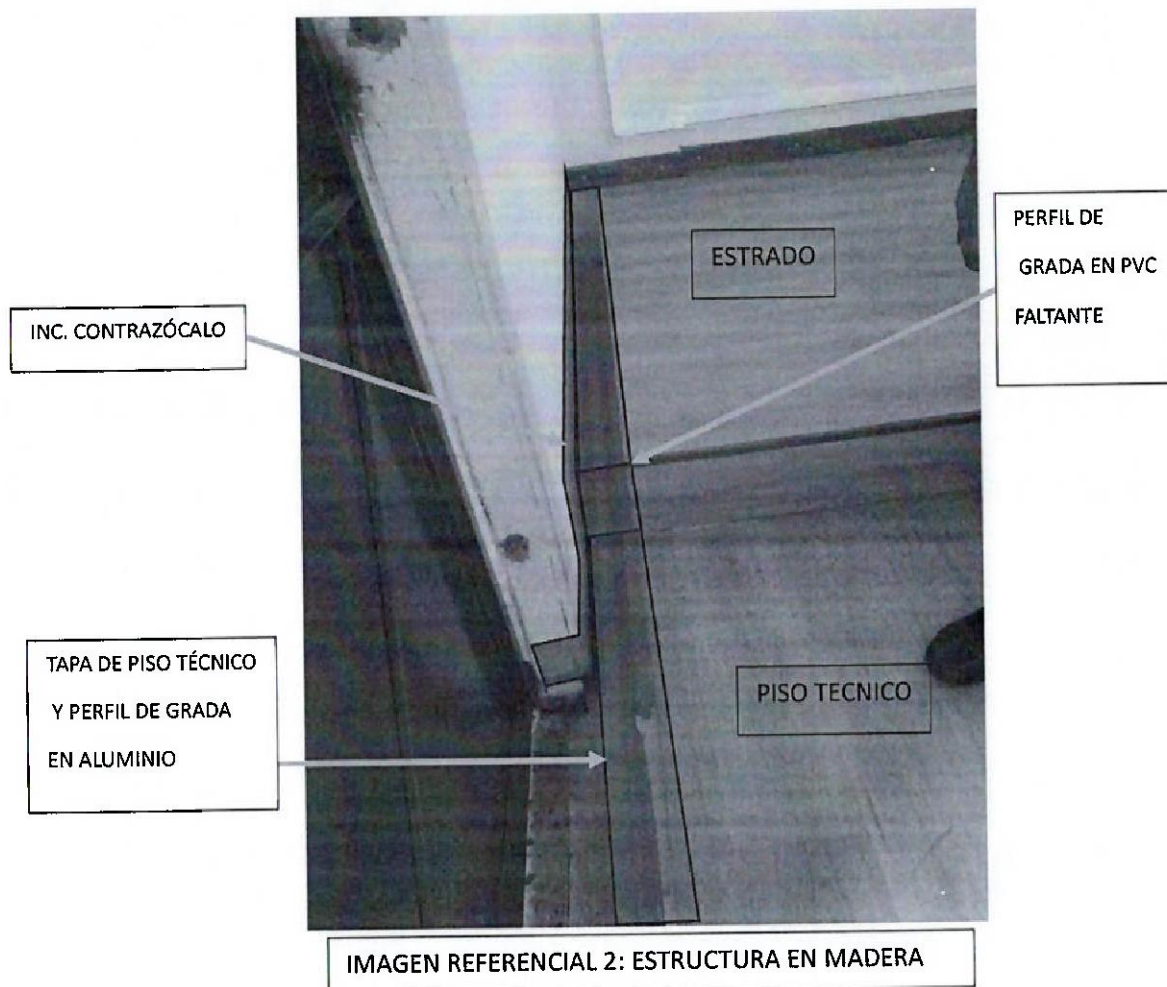 ESTRADO
PERFIL DE
GRADA EN PVC
FALTANTE
INC. CONTRAZÓCALO
TAPA DE PISO TÉCNICO
Y PERFIL DE GRADA
EN ALUMINIO
PISO TECNICO
IMAGEN REFERENCIAL 2: ESTRUCTURA EN MADERA